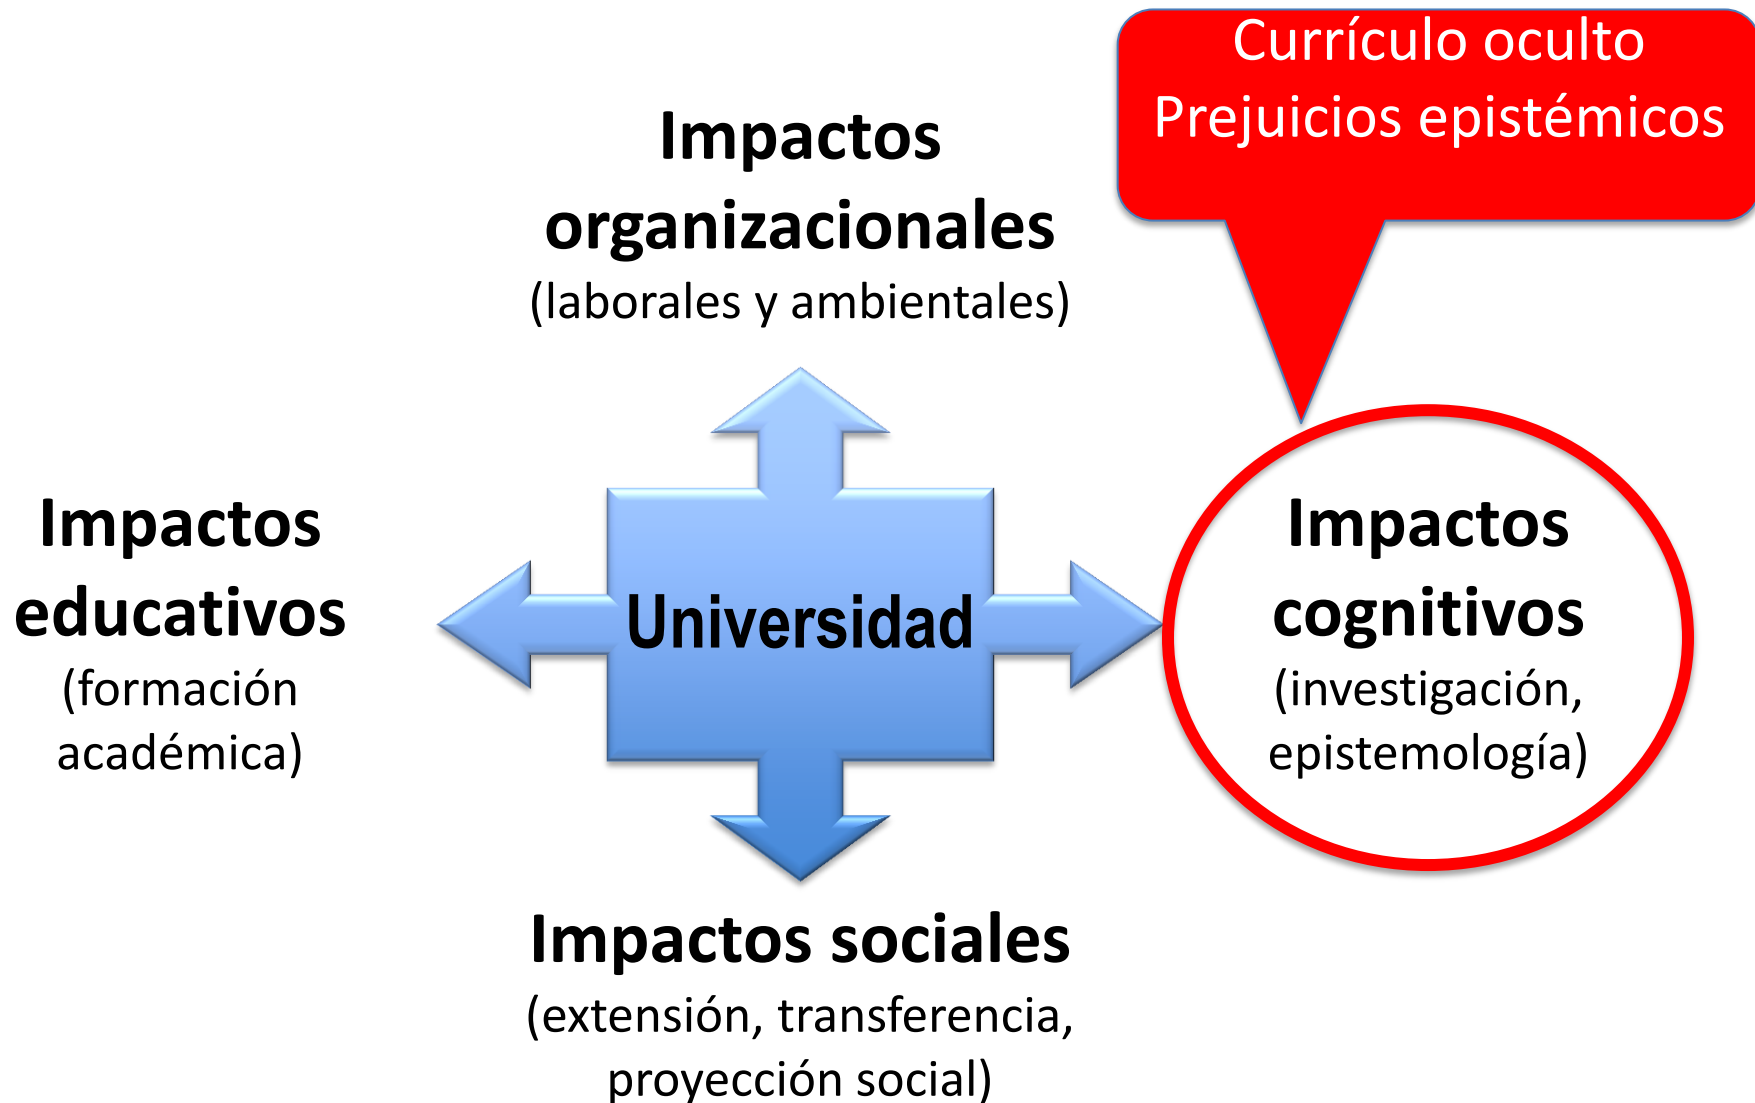 Currículo oculto
Prejuicios epistémicos
Impactos
organizacionales
(laborales y ambientales)
Impactos
educativos
(formación
académica)
Universidad
Impactos
cognitivos
(investigación,
epistemología)
Impactos sociales
(extensión, transferencia,
proyección social)